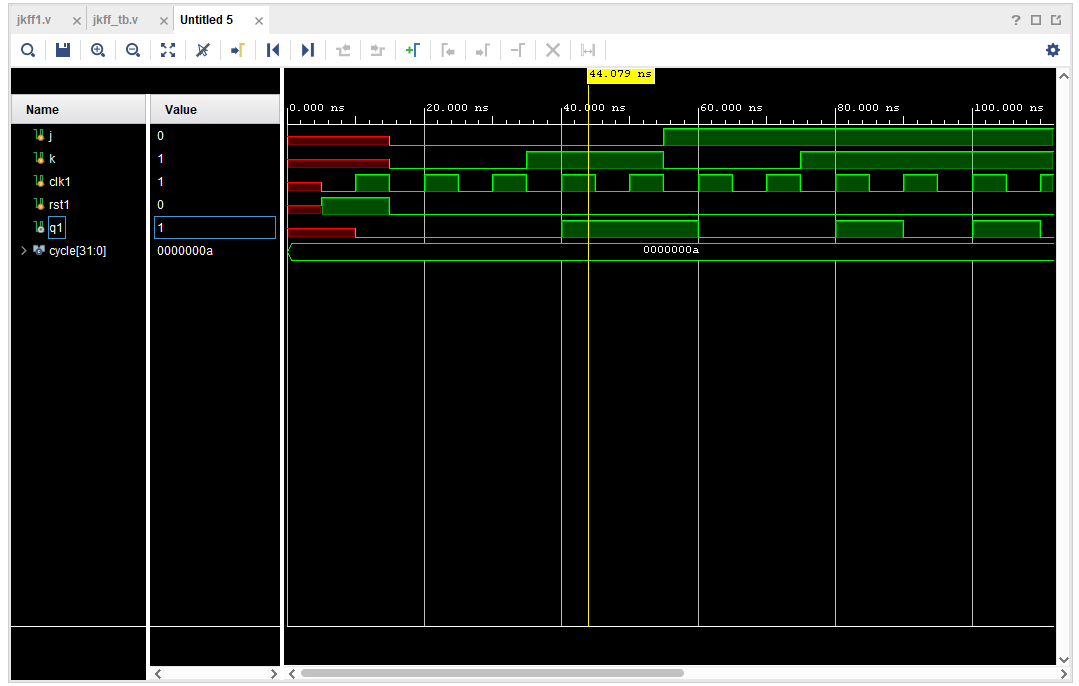 jkff1.v jkff_tb.v Untitled 5
44.079 ns
Name Value
0.000 ns 20.000 ns 40.000 ns 60.000 ns 80.000 ns 100.000 ns
j 0
k 1
clk1 1
rst1 0
q1 1
cycle[31:0] 0000000a 0000000a